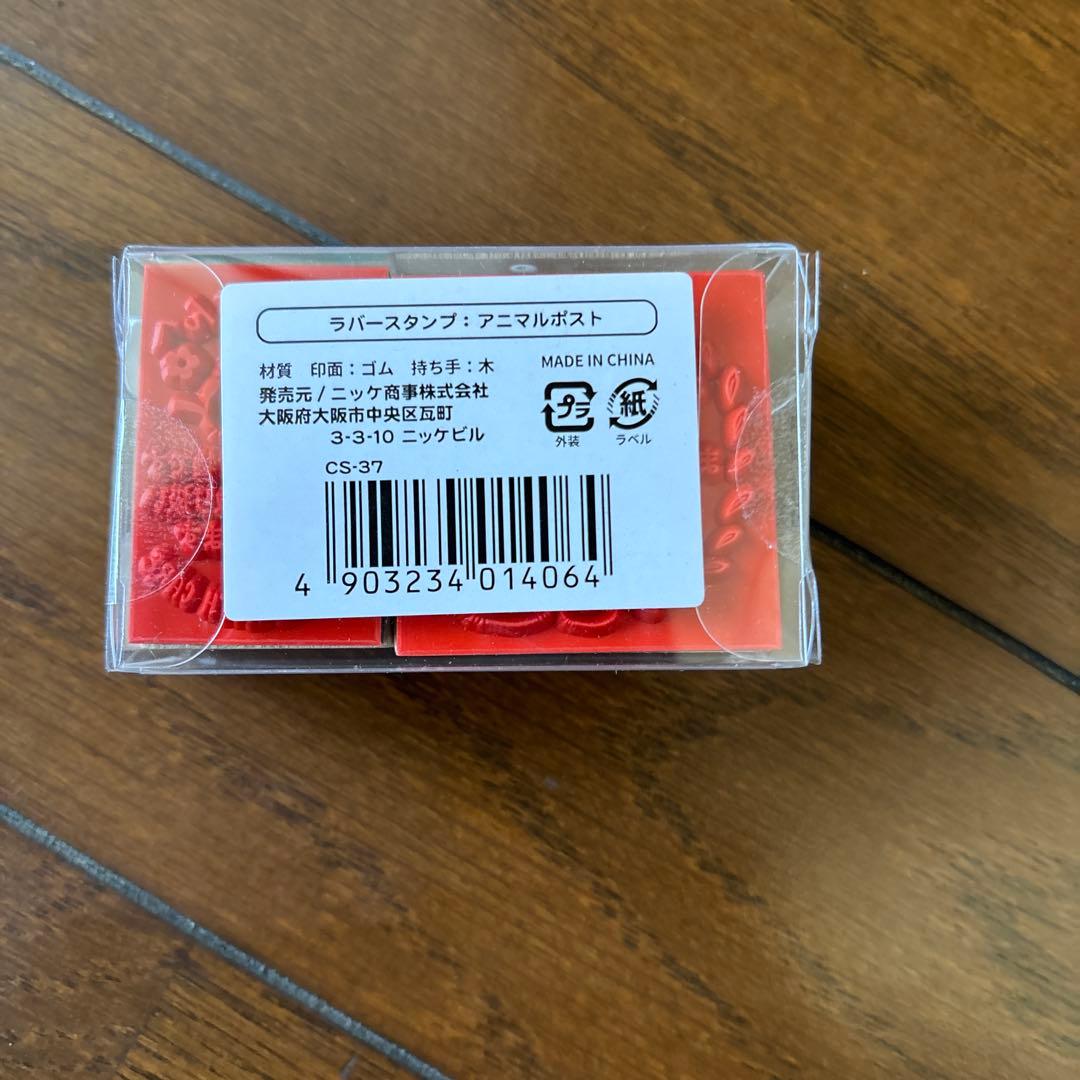 ラバースタンプ：アニマルポスト
材質　印面：ゴム　持ち手：木
発売元 / ニッケ商事株式会社
大阪府大阪市中央区瓦町
3-3-10 ニッケビル
MADE IN CHINA
プラ
外装
紙
ラベル
CS-37
4 903234 014064